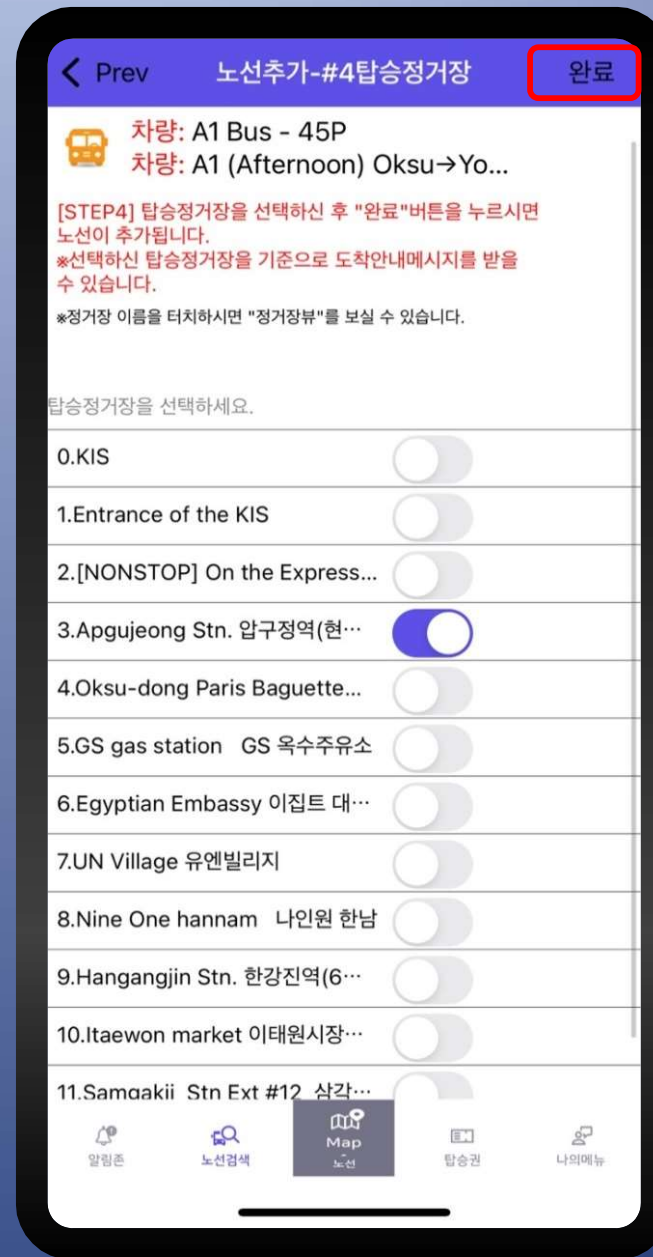 Prev 노선추가-#4탑승정거장 완료
차량: A1 Bus - 45P
차량: A1 (Afternoon) Oksu→Yo...
[STEP4] 탑승정거장을 선택하신 후 "완료"버튼을 누르시면
노선이 추가됩니다.
※선택하신 탑승정거장을 기준으로 도착안내메시지를 받을
수 있습니다.
※정거장 이름을 터치하시면 "정거장뷰"를 보실 수 있습니다.
탑승정거장을 선택하세요.
0.KIS
1.Entrance of the KIS
2.[NONSTOP] On the Express...
3.Apgujeong Stn. 압구정역(현…
4.Oksu-dong Paris Baguette...
5.GS gas station GS 옥수주유소
6.Egyptian Embassy 이집트 대…
7.UN Village 유엔빌리지
8.Nine One hannam 나인원 한남
9.Hangangjin Stn. 한강진역(6…
10.Itaewon market 이태원시장…
11.Samgakji Stn Ext #12 삼각…
알림존 노선검색 Map - 노선 탑승권 나의메뉴